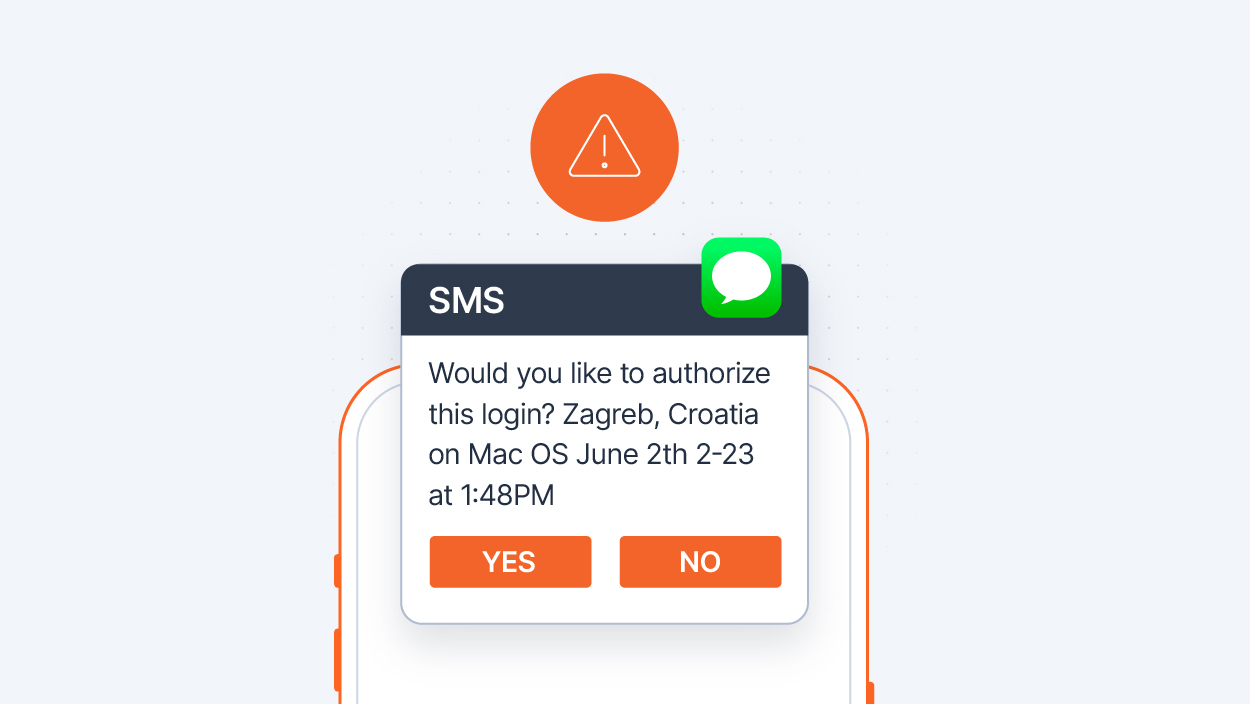 SMS
Would you like to authorize
this login? Zagreb, Croatia
on Mac OS June 2th 2-23
at 1:48PM
YES NO